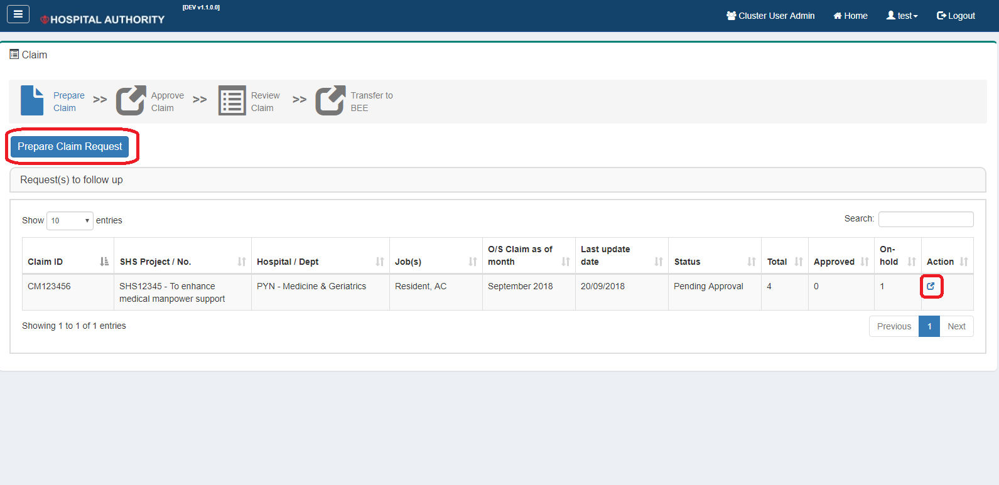 [DEV v1.1.0.0]
HOSPITAL AUTHORITY
Cluster User Admin Home test Logout
Claim
Prepare Claim >> Approve Claim >> Review Claim >> Transfer to BEE
Prepare Claim Request
Request(s) to follow up
Show 10 entries
Search:
Claim ID SHS Project / No. Hospital / Dept Job(s) O/S Claim as of month Last update date Status Total Approved On-hold Action
CM123456 SHS12345 - To enhance medical manpower support PYN - Medicine & Geriatrics Resident, AC September 2018 20/09/2018 Pending Approval 4 0 1
Showing 1 to 1 of 1 entries
Previous 1 Next